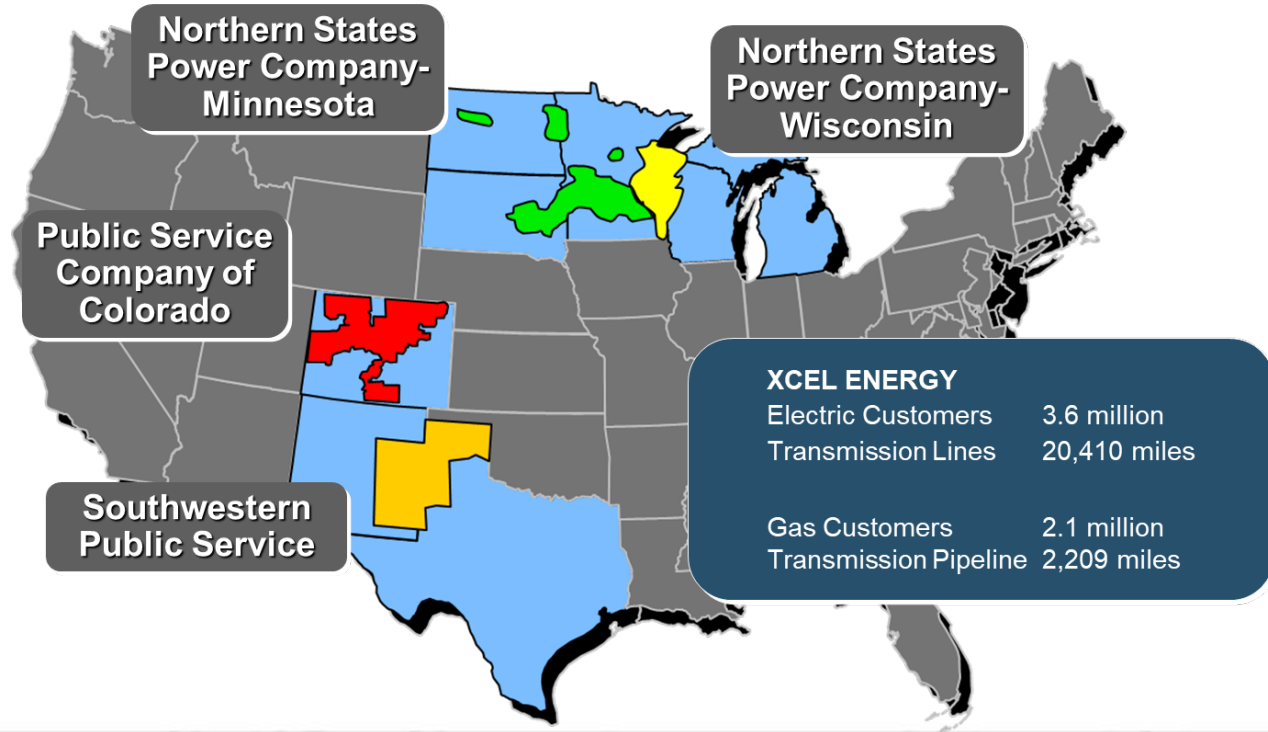 Northern States
Power Company-
Minnesota
Northern States
Power Company-
Wisconsin
Public Service
Company of
Colorado
Southwestern
Public Service
XCEL ENERGY
Electric Customers 3.6 million
Transmission Lines 20,410 miles
Gas Customers 2.1 million
Transmission Pipeline 2,209 miles